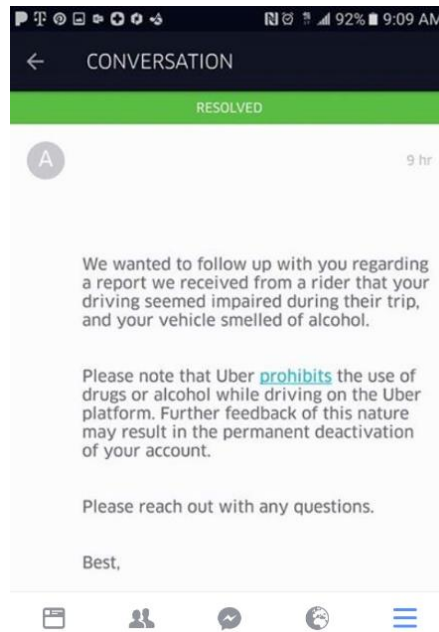 92% 9:09 AM
CONVERSATION
RESOLVED
A
9 hr
We wanted to follow up with you regarding
a report we received from a rider that your
driving seemed impaired during their trip,
and your vehicle smelled of alcohol.
Please note that Uber prohibits the use of
drugs or alcohol while driving on the Uber
platform. Further feedback of this nature
may result in the permanent deactivation
of your account.
Please reach out with any questions.
Best,